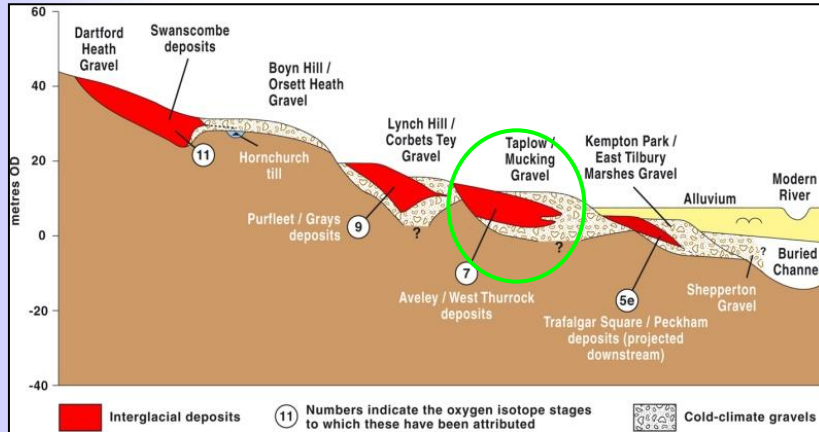 60
40
20
0
-20
-40
metres OD
Dartford
Heath
Gravel
Swanscombe
deposits
Boyn Hill /
Orsett Heath
Gravel
Lynch Hill /
Corbets Tey
Gravel
Taplow /
Mucking
Gravel
Kempton Park /
East Tilbury
Marshes Gravel
Alluvium
Modern
River
11
Hornchurch
till
Purfleet / Grays
deposits
9
?
7
Aveley / West Thurrock
deposits
?
5e
Trafalgar Square / Peckham
deposits (projected
downstream)
?
Shepperton
Gravel
Buried
Channel
Interglacial deposits
11
Numbers indicate the oxygen isotope stages
to which these have been attributed
Cold-climate gravels